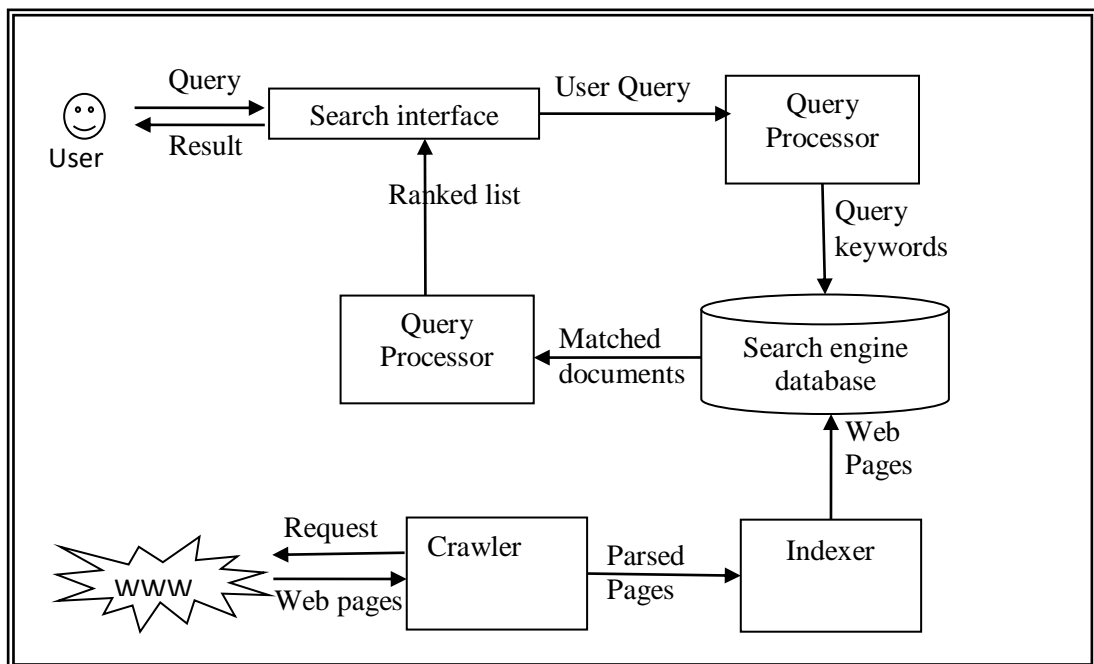 Query
User
Result
Search interface
User Query
Query
Processor
Ranked list
Query
keywords
Query
Processor
Matched
documents
Search engine
database
Web
Pages
www
Request
Web pages
Crawler
Parsed
Pages
Indexer